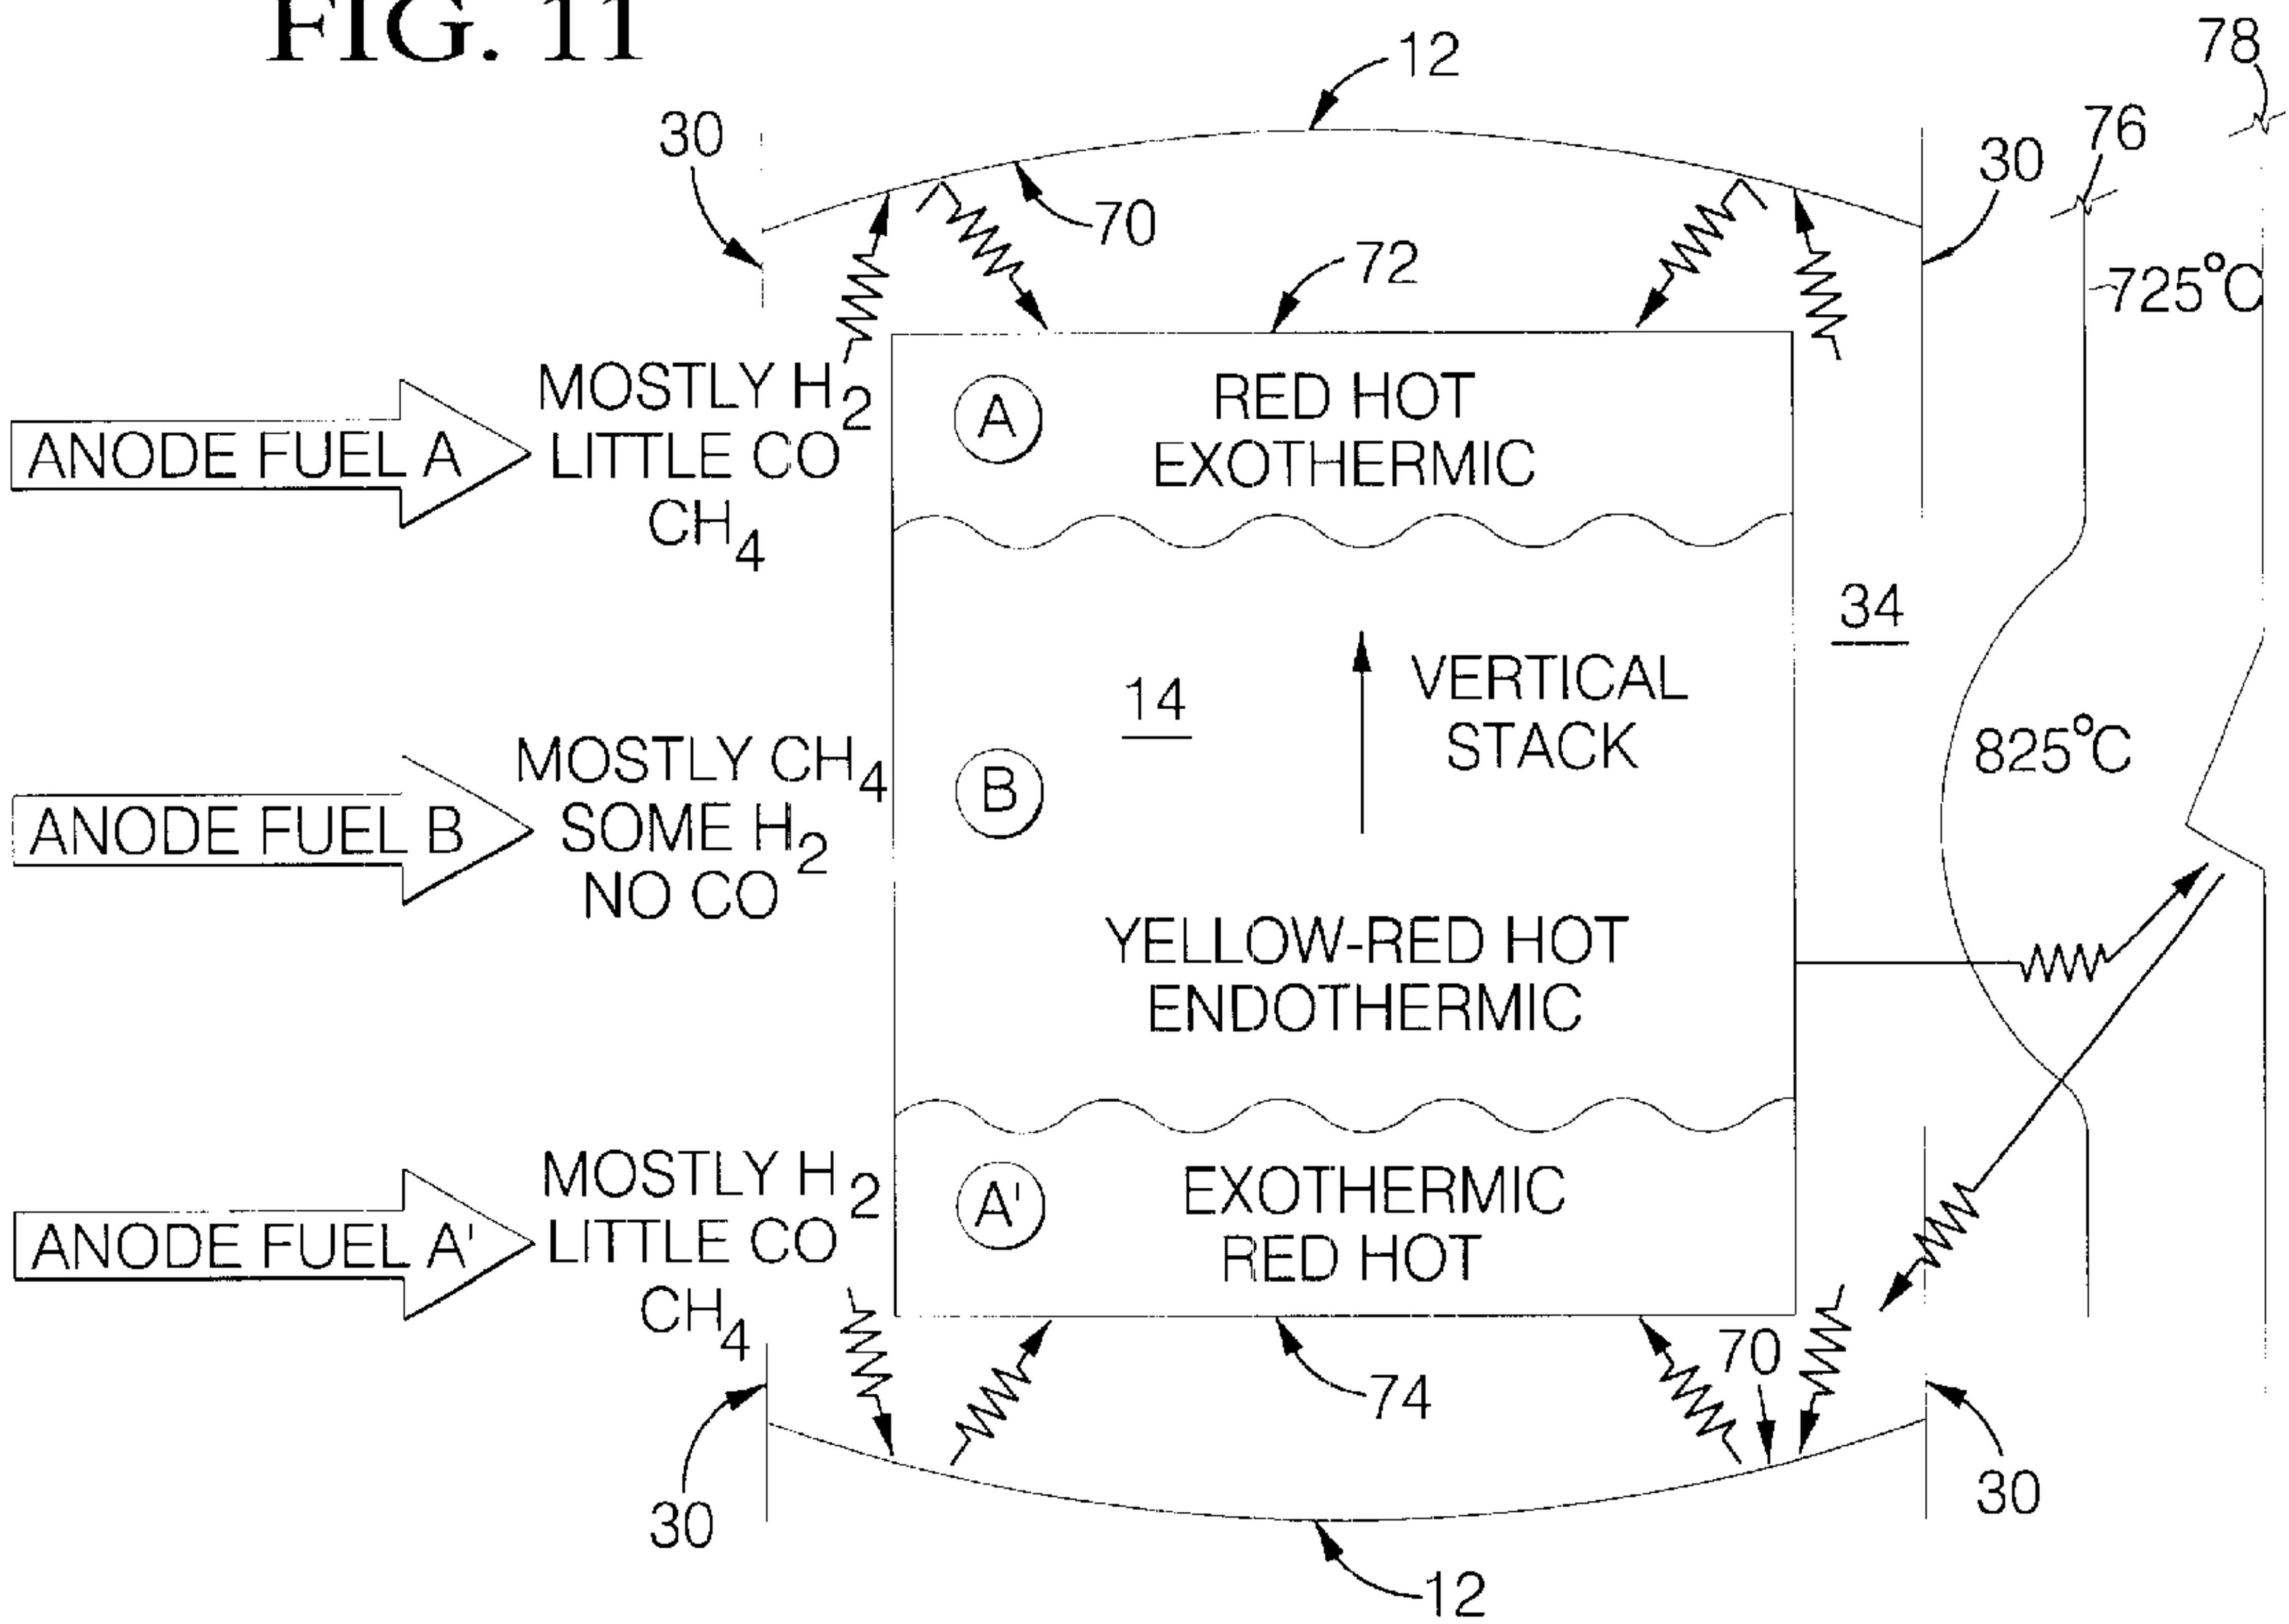 FIG. 11
12
78
30
76
30
70
72
725°C
MOSTLY H2
LITTLE CO
CH4
ANODE FUEL A
A
RED HOT
EXOTHERMIC
34
14
VERTICAL
STACK
825°C
MOSTLY CH4
SOME H2
NO CO
ANODE FUEL B
B
YELLOW-RED HOT
ENDOTHERMIC
MOSTLY H2
LITTLE CO
CH4
ANODE FUEL A'
A'
EXOTHERMIC
RED HOT
70
74
30
30
12